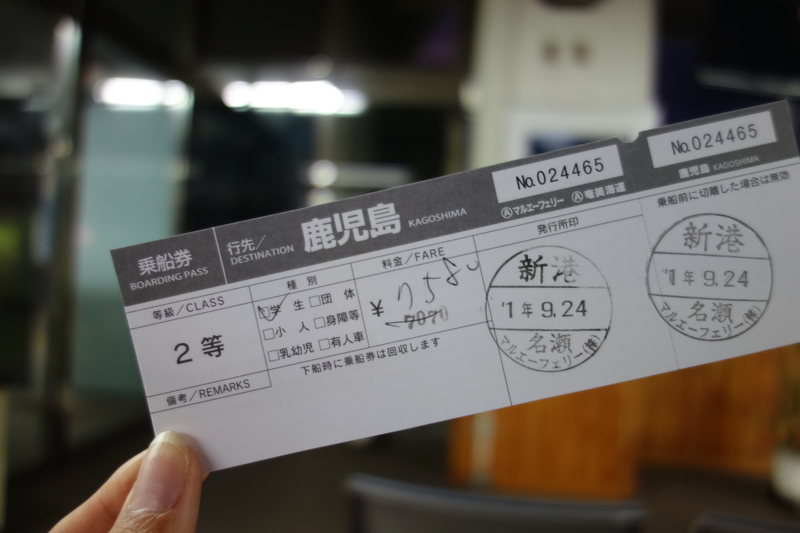 乗船券
BOARDING PASS
行先/
DESTINATION
鹿児島
KAGOSHIMA
No.024465
Ⓐマルエーフェリー Ⓐ奄美海運
No.024465
鹿児島 KAGOSHIMA
等級/CLASS
2等
備考/REMARKS
種別
学生 □団体
□小人 □身障等
□乳幼児 □有人車
料金/FARE
¥ 7580
7070
下船時に乗船券は回収します
発行所印
新港
'1年9.24
名瀬
マルエーフェリー(株)
乗船前に切離した場合は無効
新港
'1年9.24
名瀬
マルエーフェリー(株)